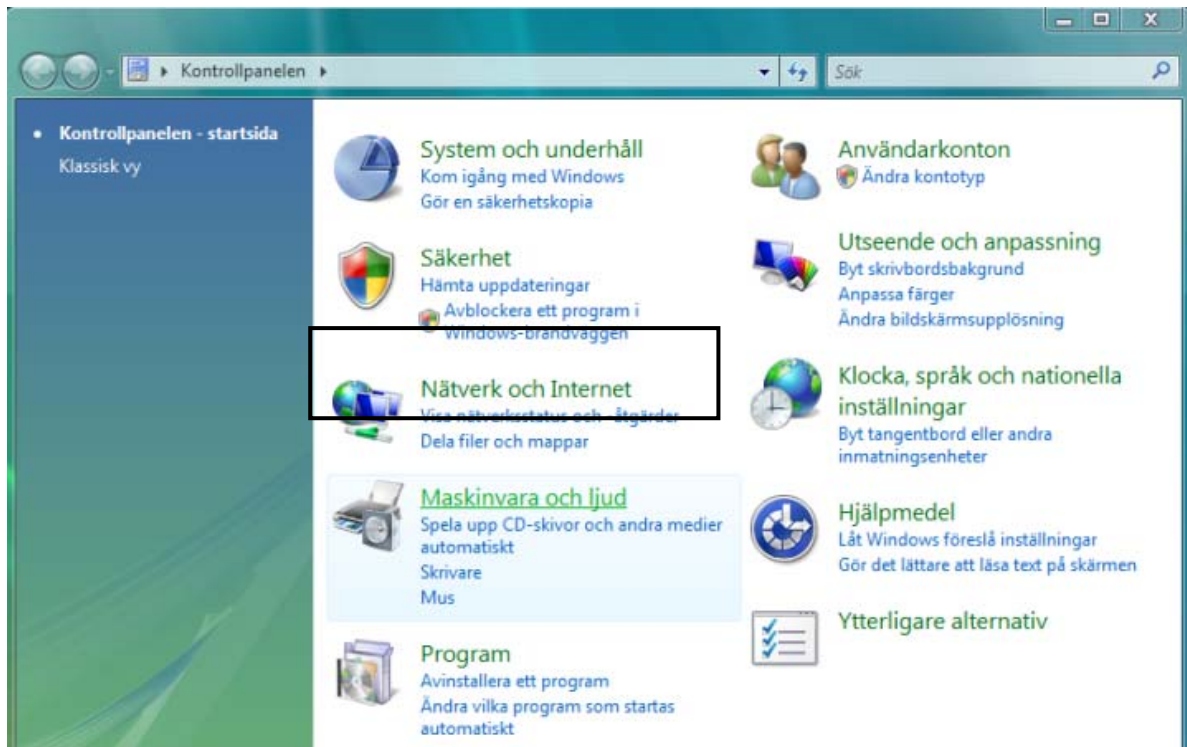 Kontrollpanelen
Sök
Kontrollpanelen - startsida
Klassisk vy
System och underhåll
Kom igång med Windows
Gör en säkerhetskopia
Säkerhet
Hämta uppdateringar
Avblockera ett program i
Windows-brandväggen
Nätverk och Internet
Visa nätverksstatus och -åtgärder
Dela filer och mappar
Maskinvara och ljud
Spela upp CD-skivor och andra medier
automatiskt
Skrivare
Mus
Program
Avinstallera ett program
Ändra vilka program som startas
automatiskt
Användarkonton
Ändra kontotyp
Utseende och anpassning
Byt skrivbordsbakgrund
Anpassa färger
Ändra bildskärmsupplösning
Klocka, språk och nationella
inställningar
Byt tangentbord eller andra
inmatningsenheter
Hjälpmedel
Låt Windows föreslå inställningar
Gör det lättare att läsa text på skärmen
Ytterligare alternativ